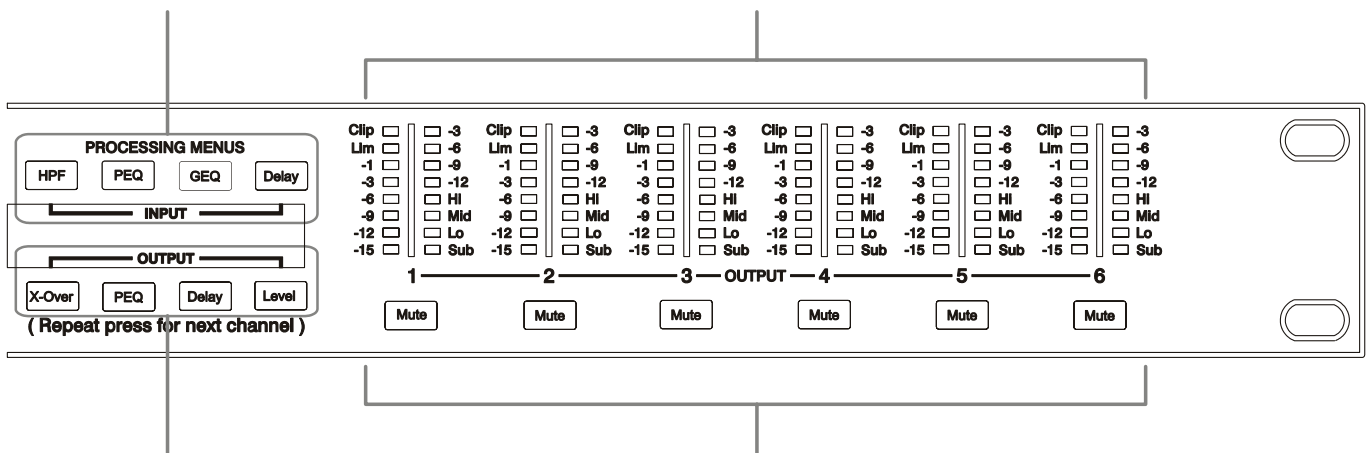 PROCESSING MENUS
HPF PEQ GEQ Delay
INPUT
OUTPUT
X-Over PEQ Delay Level
( Repeat press for next channel )
Clip -3 Clip -3 Clip -3 Clip -3 Clip -3 Clip -3
Lim -6 Lim -6 Lim -6 Lim -6 Lim -6 Lim -6
-1 -9 -1 -9 -1 -9 -1 -9 -1 -9 -1 -9
-3 -12 -3 -12 -3 -12 -3 -12 -3 -12 -3 -12
-6 Hi -6 Hi -6 Hi -6 Hi -6 Hi -6 Hi
-9 Mid -9 Mid -9 Mid -9 Mid -9 Mid -9 Mid
-12 Lo -12 Lo -12 Lo -12 Lo -12 Lo -12 Lo
-15 Sub -15 Sub -15 Sub -15 Sub -15 Sub -15 Sub
1 2 3 OUTPUT 4 5 6
Mute Mute Mute Mute Mute Mute